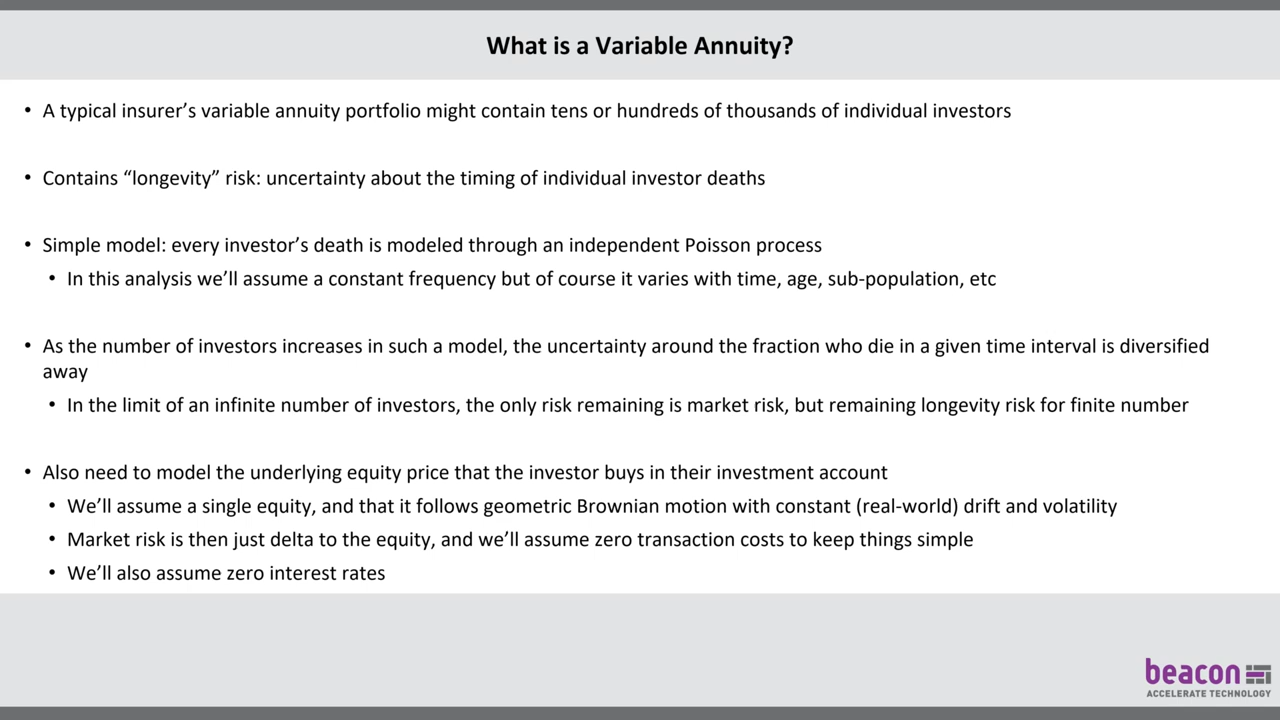 What is a Variable Annuity?
• A typical insurer’s variable annuity portfolio might contain tens or hundreds of thousands of individual investors
• Contains “longevity” risk: uncertainty about the timing of individual investor deaths
• Simple model: every investor’s death is modeled through an independent Poisson process
• In this analysis we’ll assume a constant frequency but of course it varies with time, age, sub-population, etc
• As the number of investors increases in such a model, the uncertainty around the fraction who die in a given time interval is diversified
away
• In the limit of an infinite number of investors, the only risk remaining is market risk, but remaining longevity risk for finite number
• Also need to model the underlying equity price that the investor buys in their investment account
• We’ll assume a single equity, and that it follows geometric Brownian motion with constant (real-world) drift and volatility
• Market risk is then just delta to the equity, and we’ll assume zero transaction costs to keep things simple
• We’ll also assume zero interest rates
beacon
ACCELERATE TECHNOLOGY